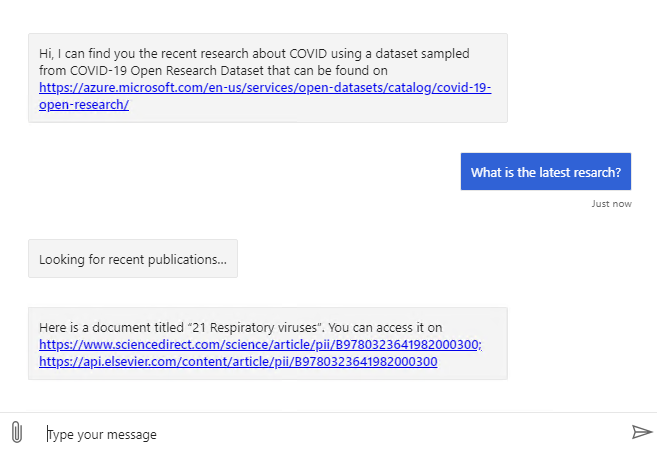 Hi, I can find you the recent research about COVID using a dataset sampled
from COVID-19 Open Research Dataset that can be found on
https://azure.microsoft.com/en-us/services/open-datasets/catalog/covid-19-
open-research/
What is the latest resarch?
Just now
Looking for recent publications...
Here is a document titled “21 Respiratory viruses”. You can access it on
https://www.sciencedirect.com/science/article/pii/B9780323641982000300;
https://api.elsevier.com/content/article/pii/B9780323641982000300
Type your message